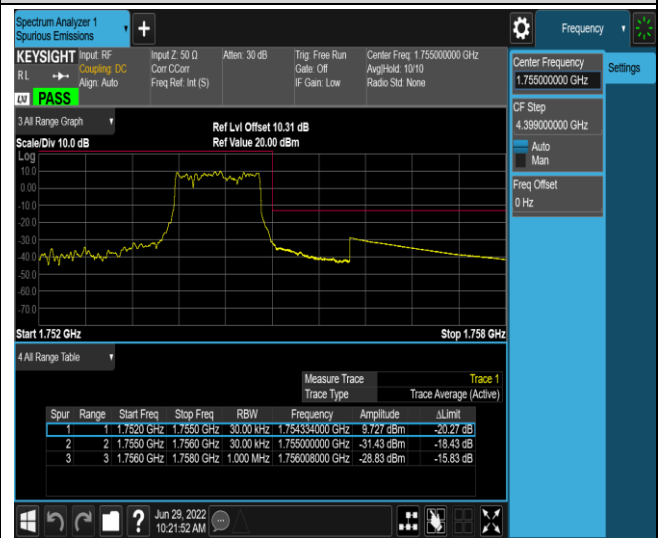 Spectrum Analyzer 1
Spurious Emissions
+
Frequency
KEYSIGHT
RL
LXI
PASS
Input: RF
Coupling: DC
Align: Auto
Input Z: 50 Ω
Corr CCorr
Freq Ref: Int (S)
Atten: 30 dB
Trig: Free Run
Gate: Off
IF Gain: Low
Center Freq: 1.755000000 GHz
Avg|Hold: 10/10
Radio Std: None
Center Frequency
1.755000000 GHz
Settings
CF Step
4.399000000 GHz
Auto
Man
Freq Offset
0 Hz
3 All Range Graph
Scale/Div 10.0 dB
Ref Lvl Offset 10.31 dB
Ref Value 20.00 dBm
Log
10.0
0.00
-10.0
-20.0
-30.0
-40.0
-50.0
-60.0
-70.0
Start 1.752 GHz
Stop 1.758 GHz
4 All Range Table
Measure Trace Trace 1
Trace Type Trace Average (Active)
Spur Range Start Freq Stop Freq RBW Frequency Amplitude ΔLimit
1 1 1.7520 GHz 1.7550 GHz 30.00 kHz 1.754334000 GHz 9.727 dBm -20.27 dB
2 2 1.7550 GHz 1.7560 GHz 30.00 kHz 1.755000000 GHz -31.43 dBm -18.43 dB
3 3 1.7560 GHz 1.7580 GHz 1.000 MHz 1.756008000 GHz -28.83 dBm -15.83 dB
?
Jun 29, 2022
10:21:52 AM